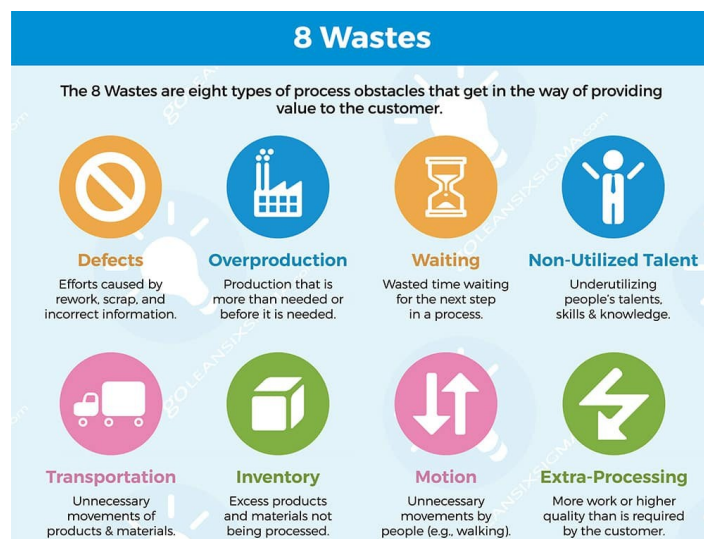 8 Wastes
The 8 Wastes are eight types of process obstacles that get in the way of providing
value to the customer.
Defects
Efforts caused by
rework, scrap, and
incorrect information.
Overproduction
Production that is
more than needed or
before it is needed.
Waiting
Wasted time waiting
for the next step
in a process.
Non-Utilized Talent
Underutilizing
people's talents,
skills & knowledge.
Transportation
Unnecessary
movements of
products & materials.
Inventory
Excess products
and materials not
being processed.
Motion
Unnecessary
movements by
people (e.g., walking).
Extra-Processing
More work or higher
quality than is required
by the customer.